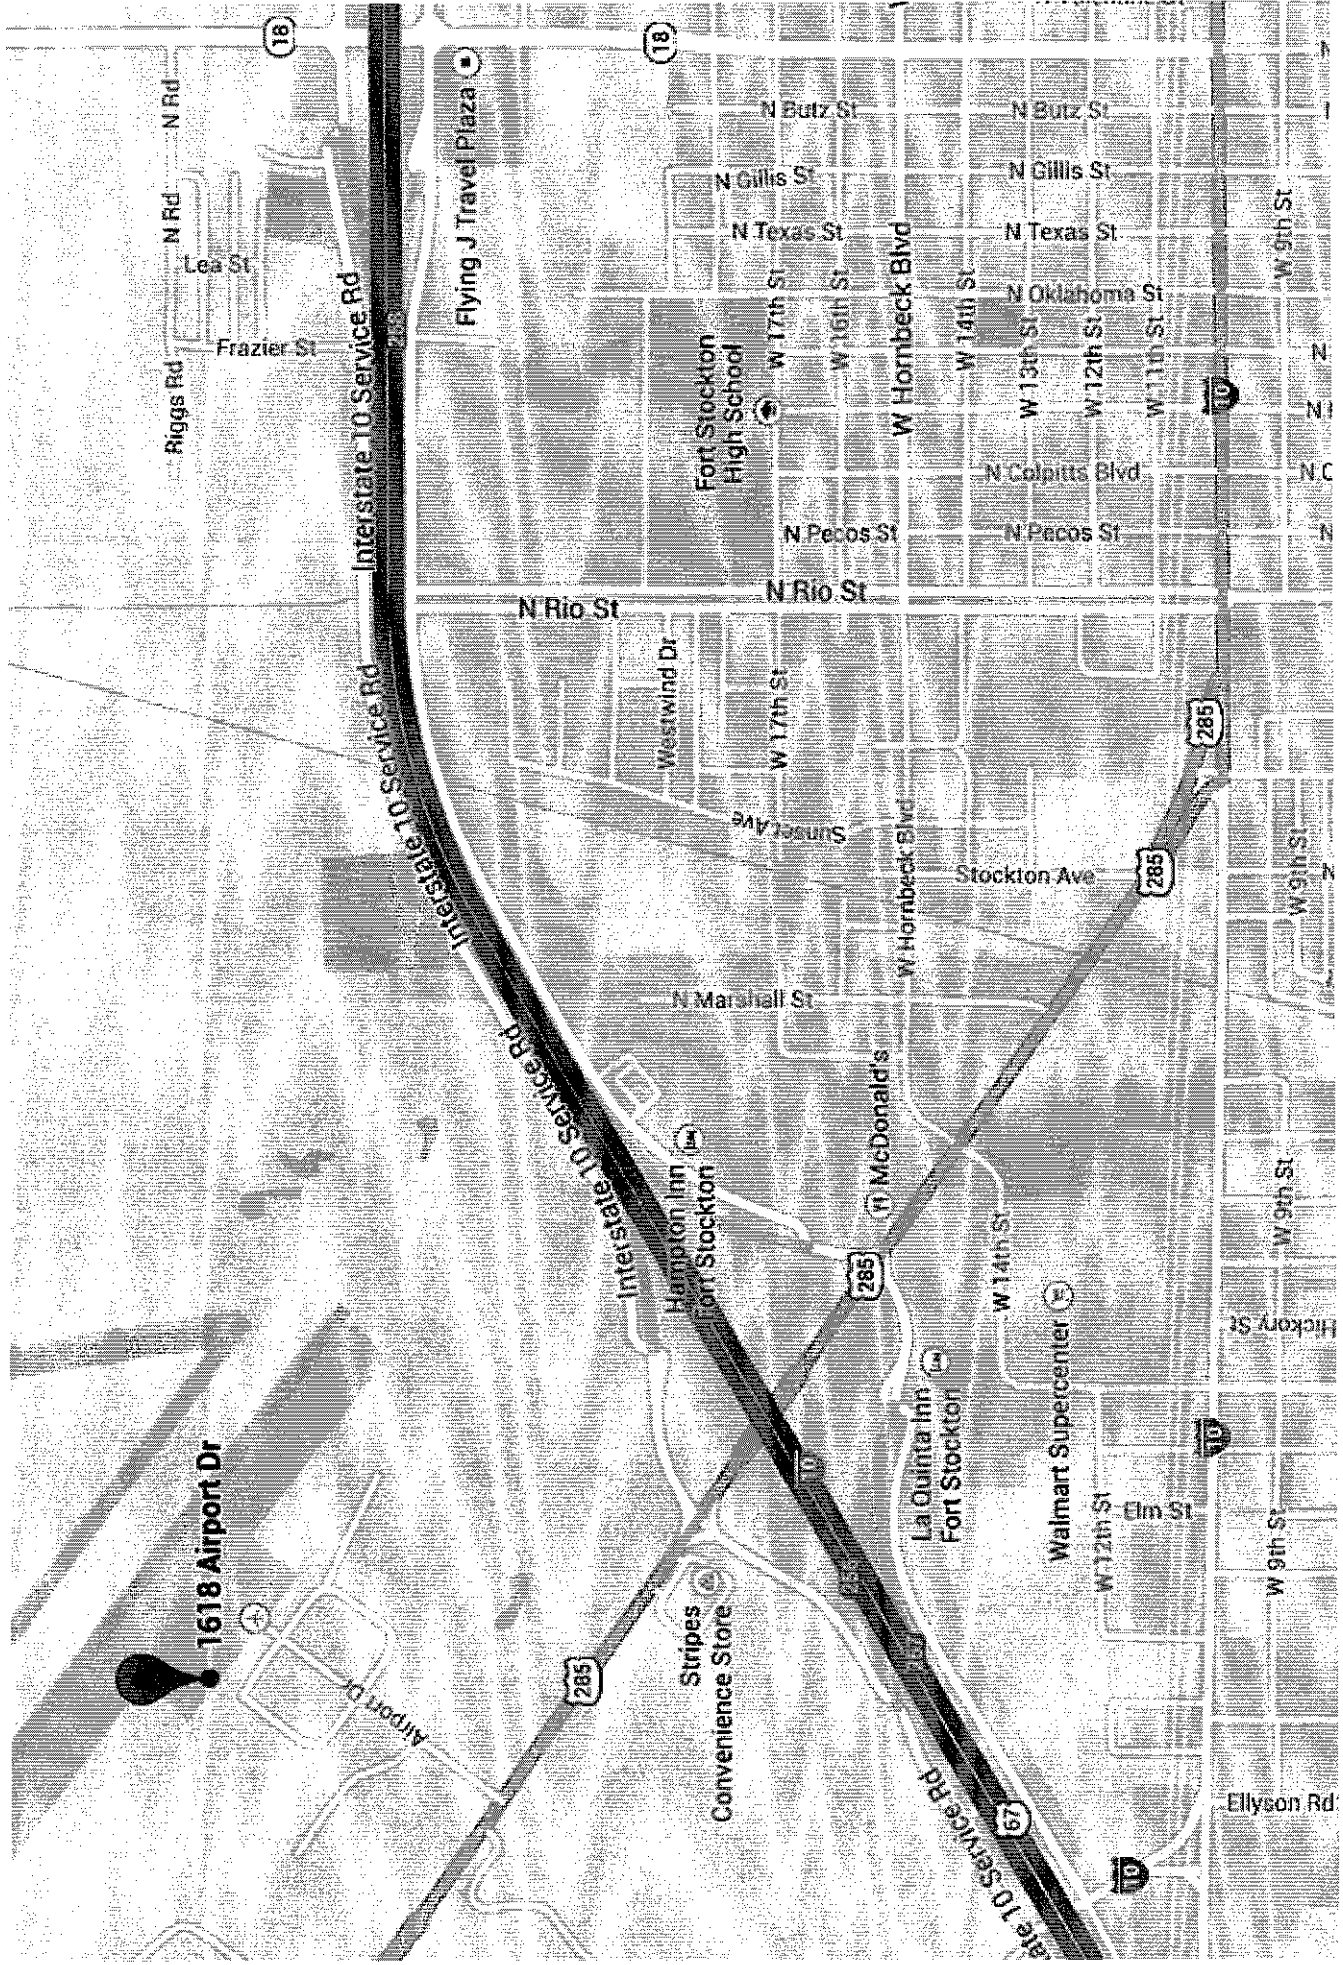 18
18
N Rd
N Rd
Lea St
Frazier St
Riggs Rd
Interstate 10 Service Rd
Flying J Travel Plaza
N Butz St
N Butz St
N Gillis St
N Gillis St
N Texas St
N Texas St
N Oklahoma St
W 17th St
W 16th St
W Hornbeck Blvd
W 14th St
W 13th St
W 12th St
W 11th St
W 9th St
Fort Stockton
High School
N Colpitts Blvd
N Pecos St
N Pecos St
N Rio St
N Rio St
10
Westwind Dr
W 17th St
Sunset Ave
Interstate 10 Service Rd
285
285
Stockton Ave
W Hornbeck Blvd
W 9th St
N Marshall St
Interstate 10 Service Rd
Hampton Inn
Fort Stockton
McDonald's
285
W 14th St
W 9th St
Hickory St
Walmart Supercenter
La Quinta Inn
Fort Stockton
10
10
W 12th St
Elm St
W 9th St
1618 Airport Dr
Airport Dr
285
Stripes
Convenience Store
67
10
Ellyson Rd